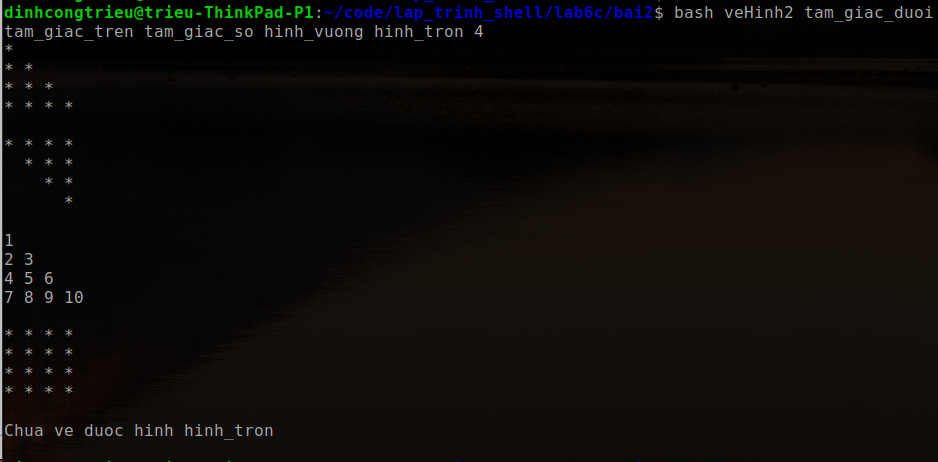 dinhcongtrieu@trieu-ThinkPad-P1:~/code/lap_trinh_shell/lab6c/bai2$ bash veHinh2 tam_giac_duoi
tam_giac_tren tam_giac_so hinh_vuong hinh_tron 4
*
* *
* * *
* * * *
* * * *
  * * *
    * *
      *
1
2 3
4 5 6
7 8 9 10
* * * *
* * * *
* * * *
* * * *
Chua ve duoc hinh hinh_tron